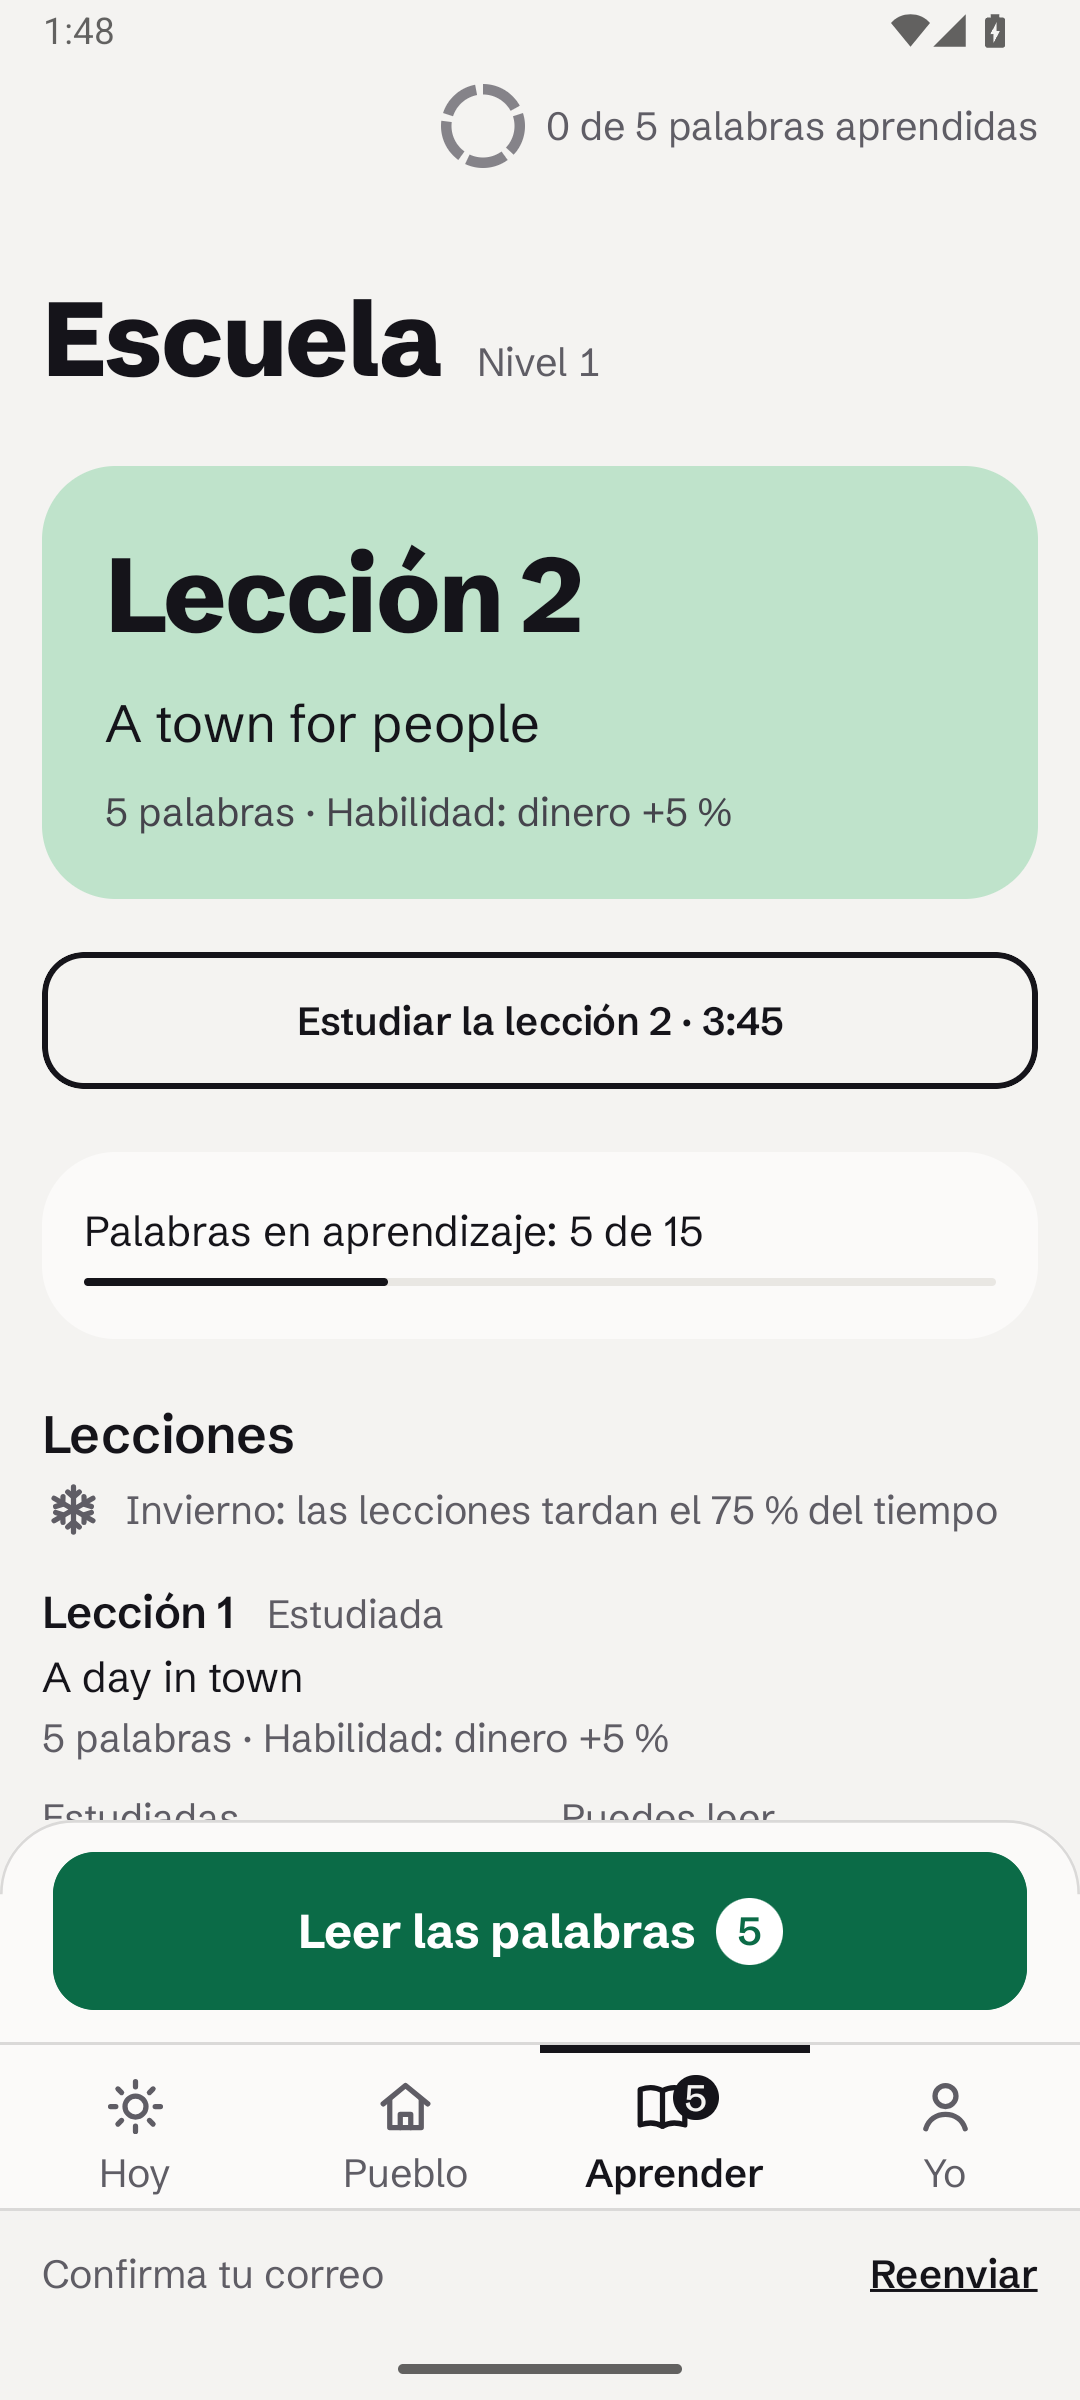 1:48
0 de 5 palabras aprendidas
Escuela Nivel 1
Lección 2
A town for people
5 palabras · Habilidad: dinero +5 %
Estudiar la lección 2 · 3:45
Palabras en aprendizaje: 5 de 15
Lecciones
Invierno: las lecciones tardan el 75 % del tiempo
Lección 1 Estudiada
A day in town
5 palabras · Habilidad: dinero +5 %
Estudiadas Puedes leer
Leer las palabras 5
5
Hoy Pueblo Aprender Yo
Confirma tu correo Reenviar